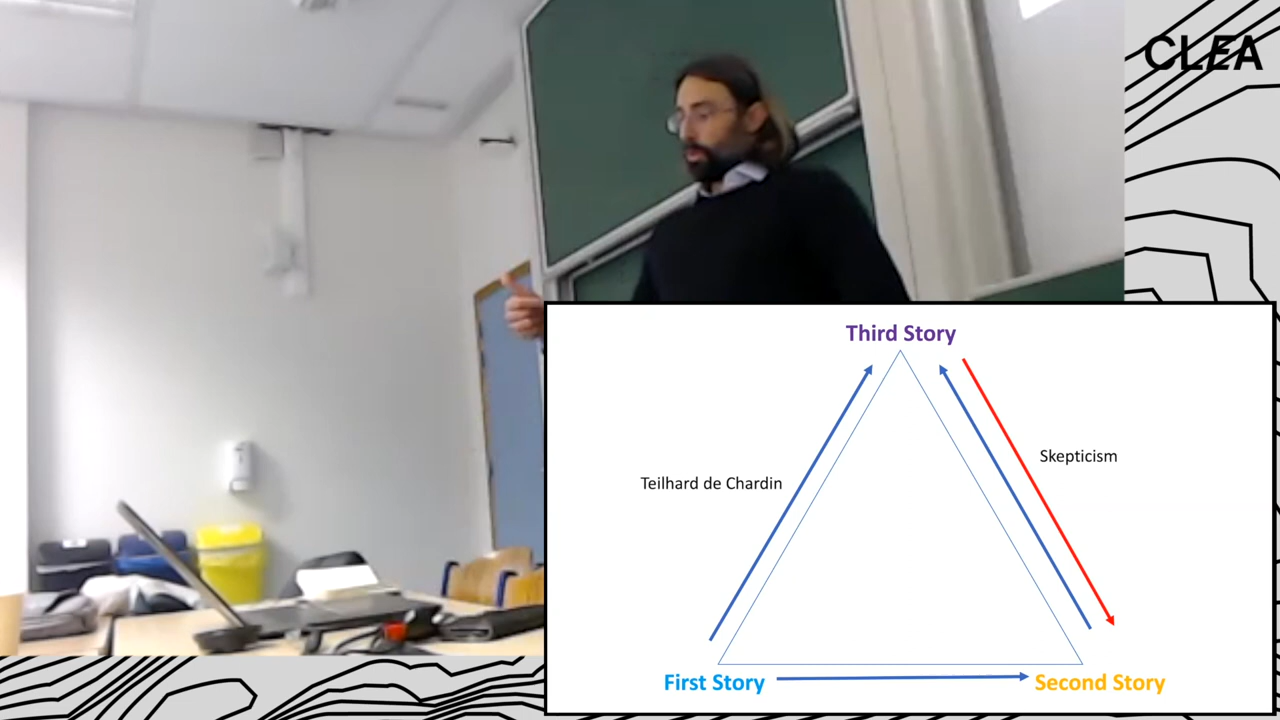 CLEA
Third Story
Skepticism
Teilhard de Chardin
First Story
Second Story